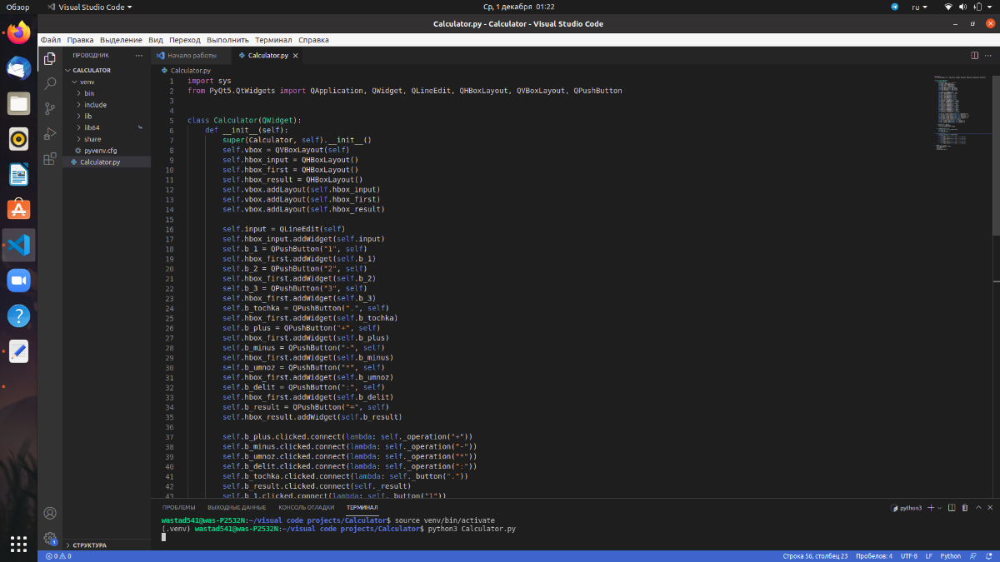 Обзор
Visual Studio Code
Ср, 1 декабря 01:22
ru
Calculator.py - Calculator - Visual Studio Code
Файл Правка Выделение Вид Переход Выполнить Терминал Справка
ПРОВОДНИК
CALCULATOR
venv
bin
include
lib
lib64
share
pyvenv.cfg
Calculator.py
СТРУКТУРА
Начало работы
Calculator.py
Calculator.py
1 import sys
2 from PyQt5.QtWidgets import QApplication, QWidget, QLineEdit, QHBoxLayout, QVBoxLayout, QPushButton
3
4
5 class Calculator(QWidget):
6 def __init__(self):
7 super(Calculator, self).__init__()
8 self.vbox = QVBoxLayout(self)
9 self.hbox_input = QHBoxLayout()
10 self.hbox_first = QHBoxLayout()
11 self.hbox_result = QHBoxLayout()
12 self.vbox.addLayout(self.hbox_input)
13 self.vbox.addLayout(self.hbox_first)
14 self.vbox.addLayout(self.hbox_result)
15
16 self.input = QLineEdit(self)
17 self.hbox_input.addWidget(self.input)
18 self.b_1 = QPushButton("1", self)
19 self.hbox_first.addWidget(self.b_1)
20 self.b_2 = QPushButton("2", self)
21 self.hbox_first.addWidget(self.b_2)
22 self.b_3 = QPushButton("3", self)
23 self.hbox_first.addWidget(self.b_3)
24 self.b_tochka = QPushButton(".", self)
25 self.hbox_first.addWidget(self.b_tochka)
26 self.b_plus = QPushButton("+", self)
27 self.hbox_first.addWidget(self.b_plus)
28 self.b_minus = QPushButton("-", self)
29 self.hbox_first.addWidget(self.b_minus)
30 self.b_umnoz = QPushButton("*", self)
31 self.hbox_first.addWidget(self.b_umnoz)
32 self.b_delit = QPushButton(":", self)
33 self.hbox_first.addWidget(self.b_delit)
34 self.b_result = QPushButton("=", self)
35 self.hbox_result.addWidget(self.b_result)
36
37 self.b_plus.clicked.connect(lambda: self._operation("+"))
38 self.b_minus.clicked.connect(lambda: self._operation("-"))
39 self.b_umnoz.clicked.connect(lambda: self._operation("*"))
40 self.b_delit.clicked.connect(lambda: self._operation(":"))
41 self.b_tochka.clicked.connect(lambda: self._button("."))
42 self.b_result.clicked.connect(self._result)
43 self.b_1.clicked.connect(lambda: self._button("1"))
ПРОБЛЕМЫ ВЫХОДНЫЕ ДАННЫЕ КОНСОЛЬ ОТЛАДКИ ТЕРМИНАЛ
python3
wastad541@was-P2532N:~/visual code projects/Calculator$ source venv/bin/activate
(.venv) wastad541@was-P2532N:~/visual code projects/Calculator$ python3 Calculator.py
0 0
Строка 56, столбец 23 Пробелов: 4 UTF-8 LF Python